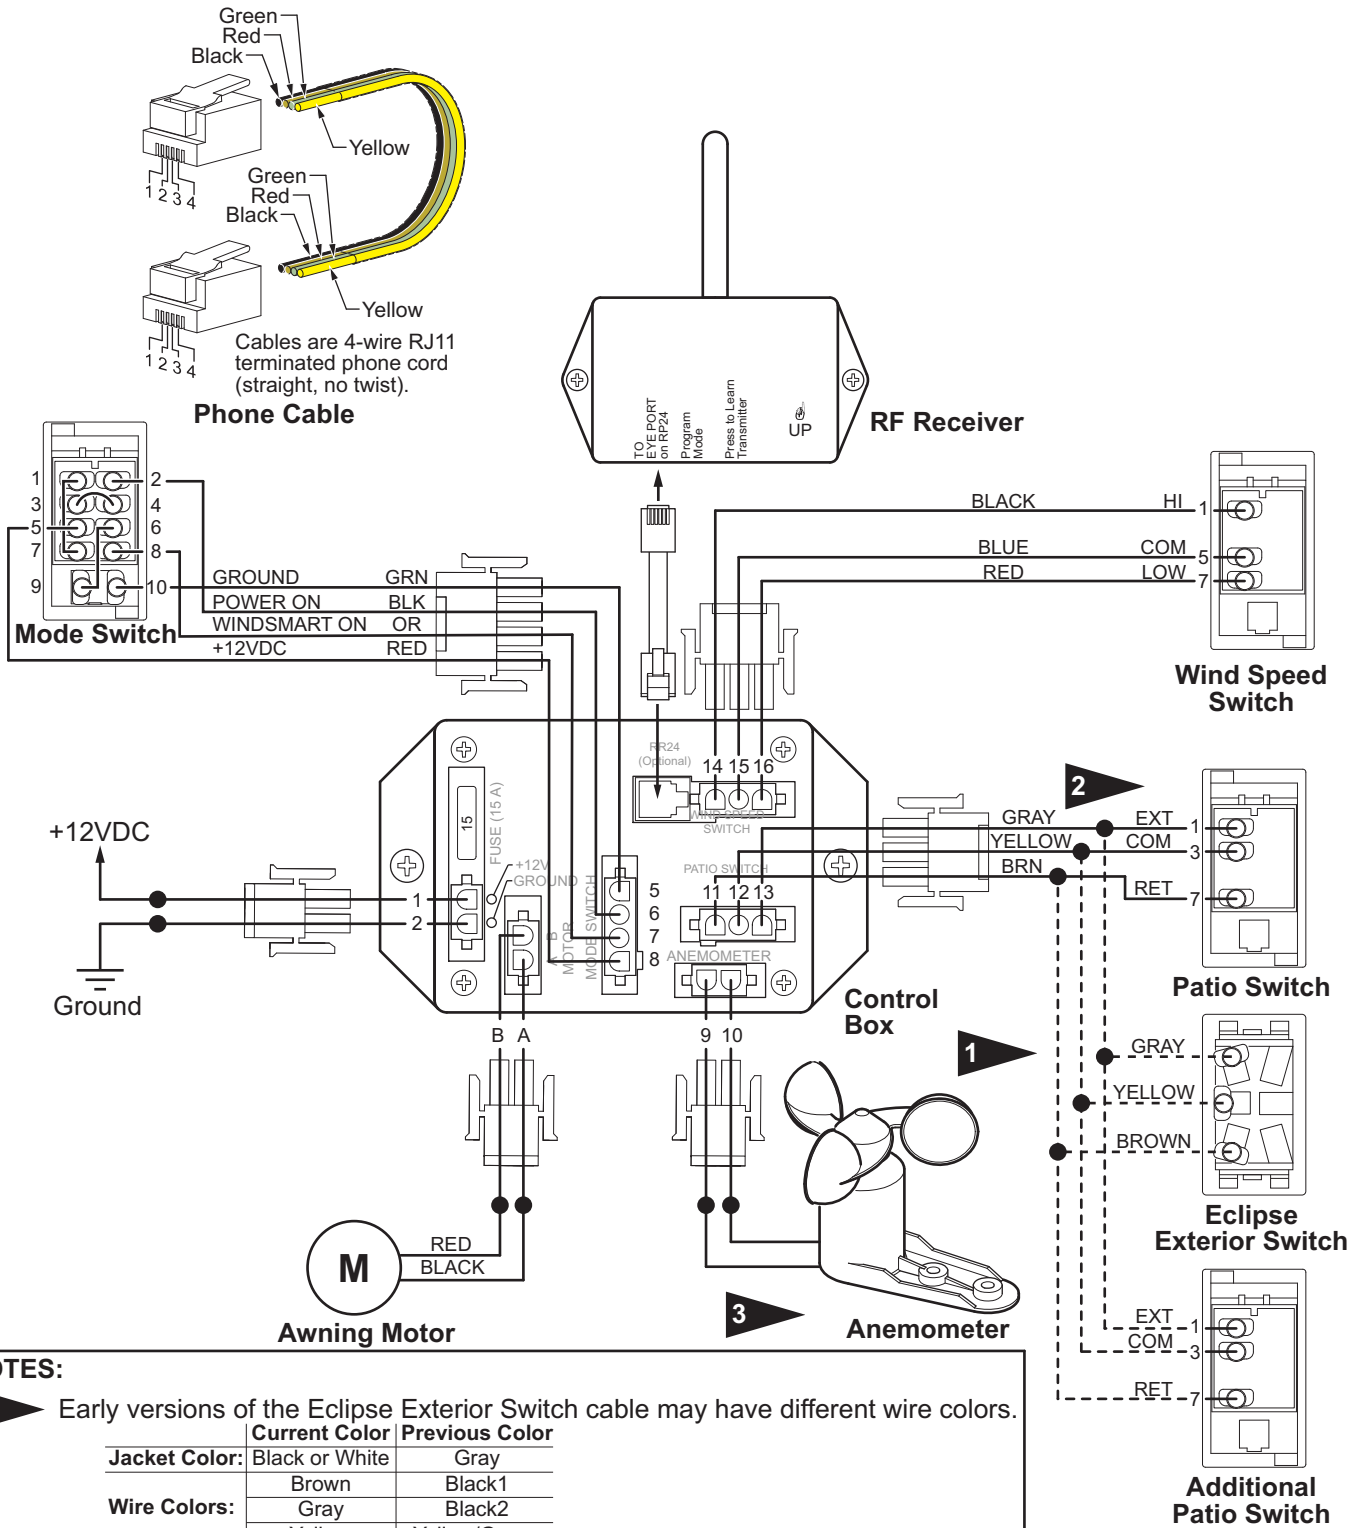 Green
Red
Black
Yellow
1 2 3 4
Green
Red
Black
Yellow
1 2 3 4
Cables are 4-wire RJ11
terminated phone cord
(straight, no twist).
Phone Cable
TO
EYE PORT
on RP24
Program
Mode
Press to Learn
Transmitter
UP
RF Receiver
1 2
3 4
5 6
7 8
9 10
Mode Switch
GROUND GRN
POWER ON BLK
WINDSMART ON OR
+12VDC RED
BLACK HI 1
BLUE COM 5
RED LOW 7
Wind Speed
Switch
RR24
(Optional)
14 15 16
WIND SPEED
SWITCH
15
FUSE (15 A)
+12V
GROUND
+12VDC
1
2
Ground
A B
MOTOR
MODE SWITCH
5
6
7
8
PATIO SWITCH
11 12 13
ANEMOMETER
Control
Box
2
GRAY EXT 1
YELLOW COM 3
BRN RET 7
Patio Switch
B A
9 10
1
GRAY
YELLOW
BROWN
Eclipse
Exterior Switch
RED
BLACK
M
Awning Motor
3
Anemometer
EXT 1
COM 3
RET 7
Additional
Patio Switch
OTES:
Early versions of the Eclipse Exterior Switch cable may have different wire colors.
Current Color Previous Color
Jacket Color: Black or White Gray
Wire Colors: Brown Black1
Gray Black2